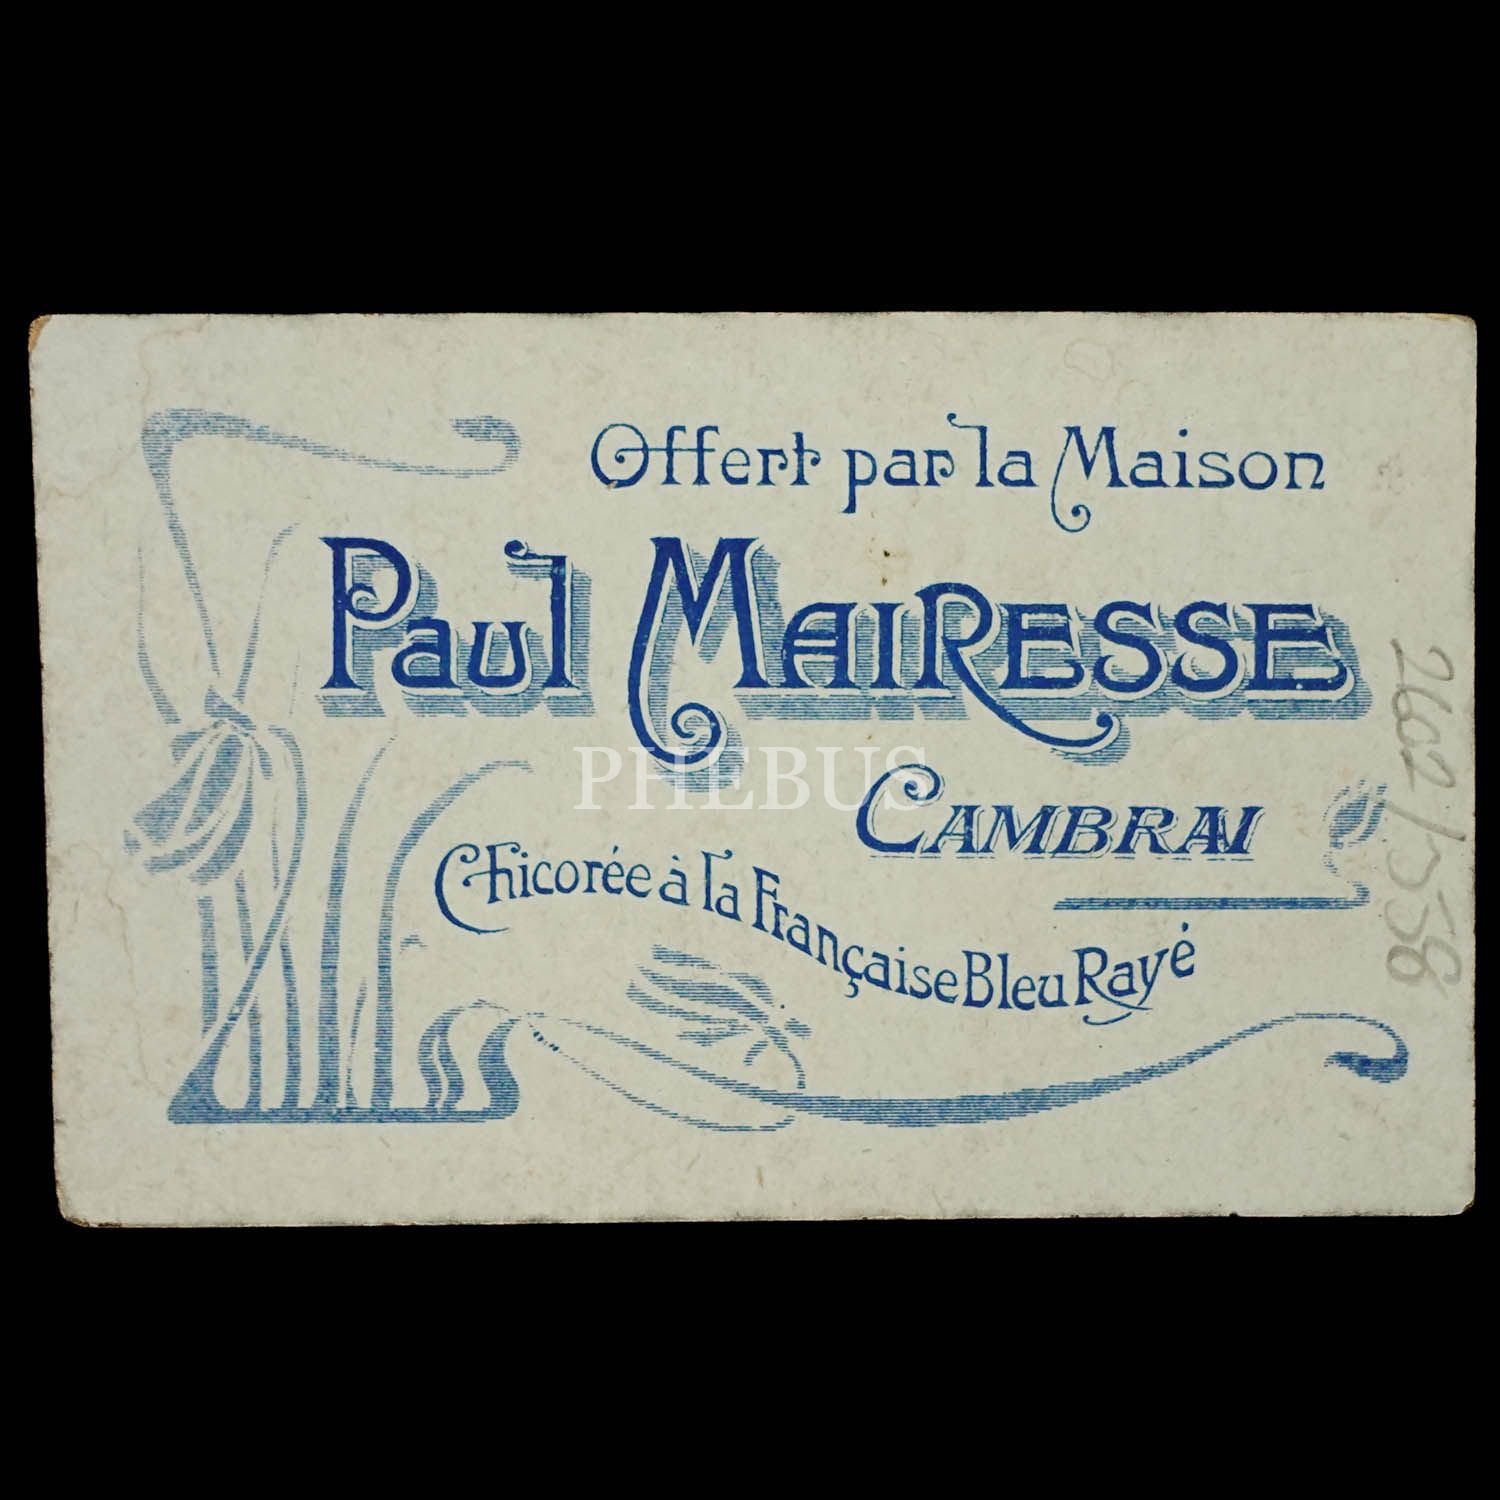 Offert par la Maison
Paul MAIRESSE
PHEBUS
CAMBRAI
Chicorée à la Française Bleu Rayé
2602/558